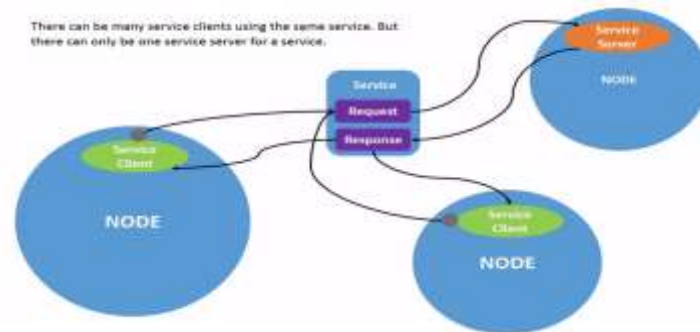 There can be many service clients using the same service. But
there can only be one service server for a service.
Service
Server
NODE
Service
Request
Response
Service
Client
NODE
Service
Client
NODE